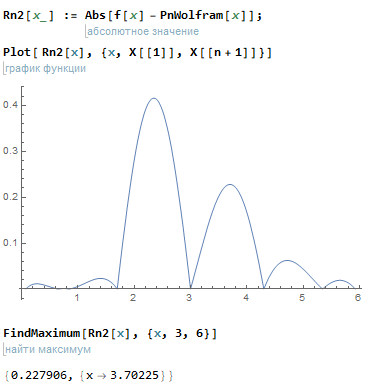 Rn2[x_] := Abs[f[x] - PnWolfram[x]];
абсолютное значение
Plot[ Rn2[x], {x, X[[1]], X[[n + 1]]}]
график функции
0.4
0.3
0.2
0.1
1 2 3 4 5 6
FindMaximum[Rn2[x], {x, 3, 6}]
найти максимум
{0.227906, {x → 3.70225}}